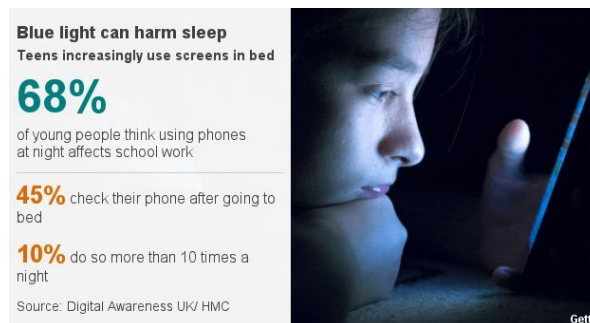 Blue light can harm sleep
Teens increasingly use screens in bed
68%
of young people think using phones
at night affects school work
45% check their phone after going to
bed
10% do so more than 10 times a
night
Source: Digital Awareness UK/ HMC
Gett